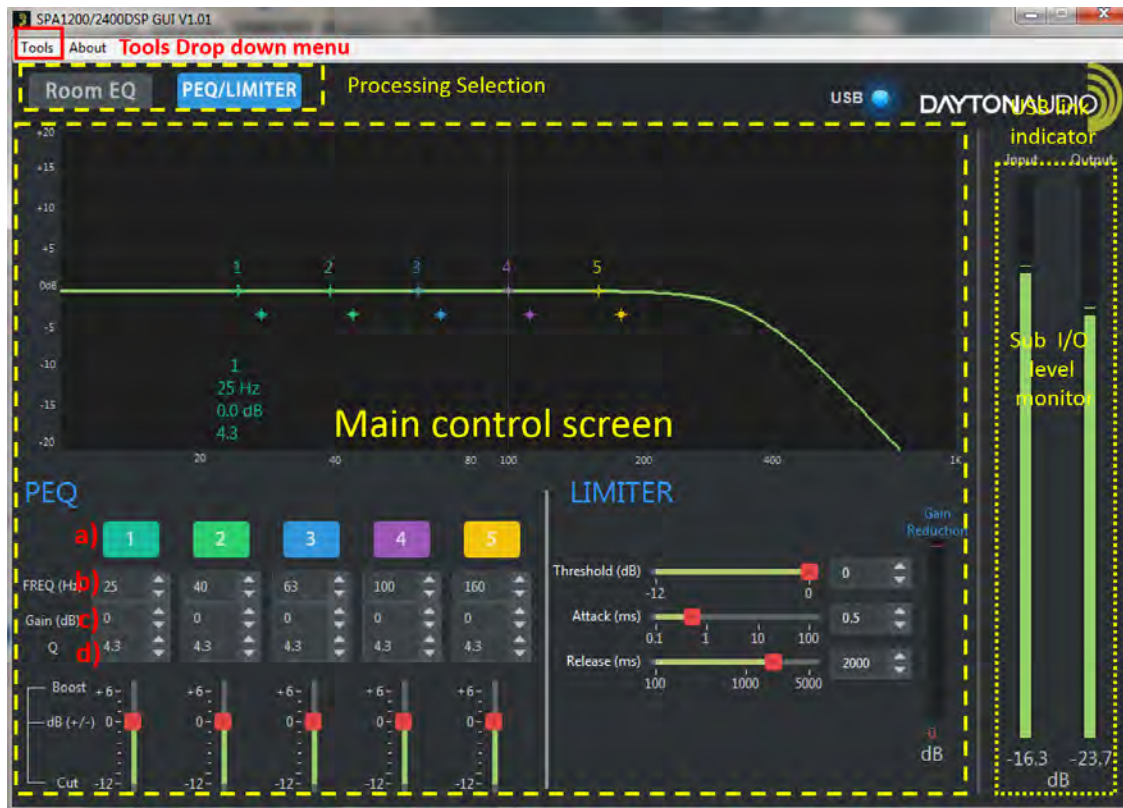 SPA1200/2400DSP GUI V1.01
Tools About Tools Drop down menu
Room EQ PEQ/LIMITER Processing Selection
USB DAYTON AUDIO
USB link
indicator
Input Output
+20
+15
+10
+5
0dB
-5
-10
-15
-20
1 2 3 4 5
1
25 Hz
0.0 dB
4.3
Main control screen
20 40 80 100 200 400 1K
Sub I/O
level
monitor
-16.3 -23.7
dB
PEQ
a) 1 2 3 4 5
b) FREQ (Hz) 25 40 63 100 160
c) Gain (dB) 0 0 0 0 0
d) Q 4.3 4.3 4.3 4.3 4.3
Boost +6- +6- +6- +6- +6-
dB (+/-) 0- 0- 0- 0- 0-
Cut -12- -12- -12- -12- -12-
LIMITER
Gain
Reduction
Threshold (dB) 0
-12 0
Attack (ms) 0.5
0.1 1 10 100
Release (ms) 2000
100 1000 5000
0
dB